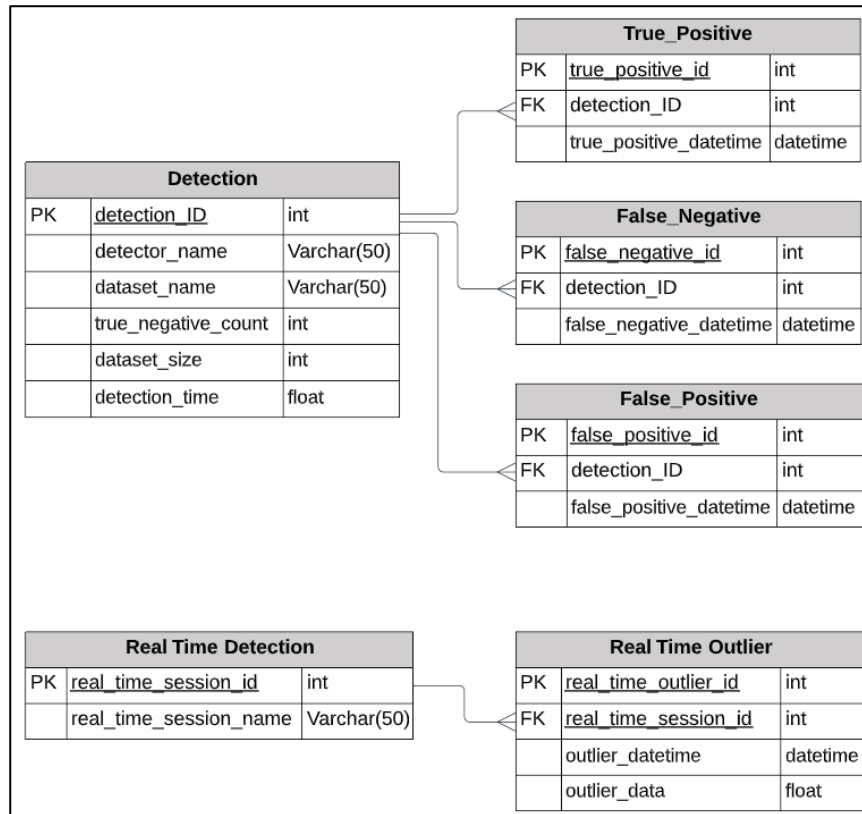 True_Positive
PK true_positive_id int
FK detection_ID int
true_positive_datetime datetime
Detection
PK detection_ID int
detector_name Varchar(50)
dataset_name Varchar(50)
true_negative_count int
dataset_size int
detection_time float
False_Negative
PK false_negative_id int
FK detection_ID int
false_negative_datetime datetime
False_Positive
PK false_positive_id int
FK detection_ID int
false_positive_datetime datetime
Real Time Detection
PK real_time_session_id int
real_time_session_name Varchar(50)
Real Time Outlier
PK real_time_outlier_id int
FK real_time_session_id int
outlier_datetime datetime
outlier_data float